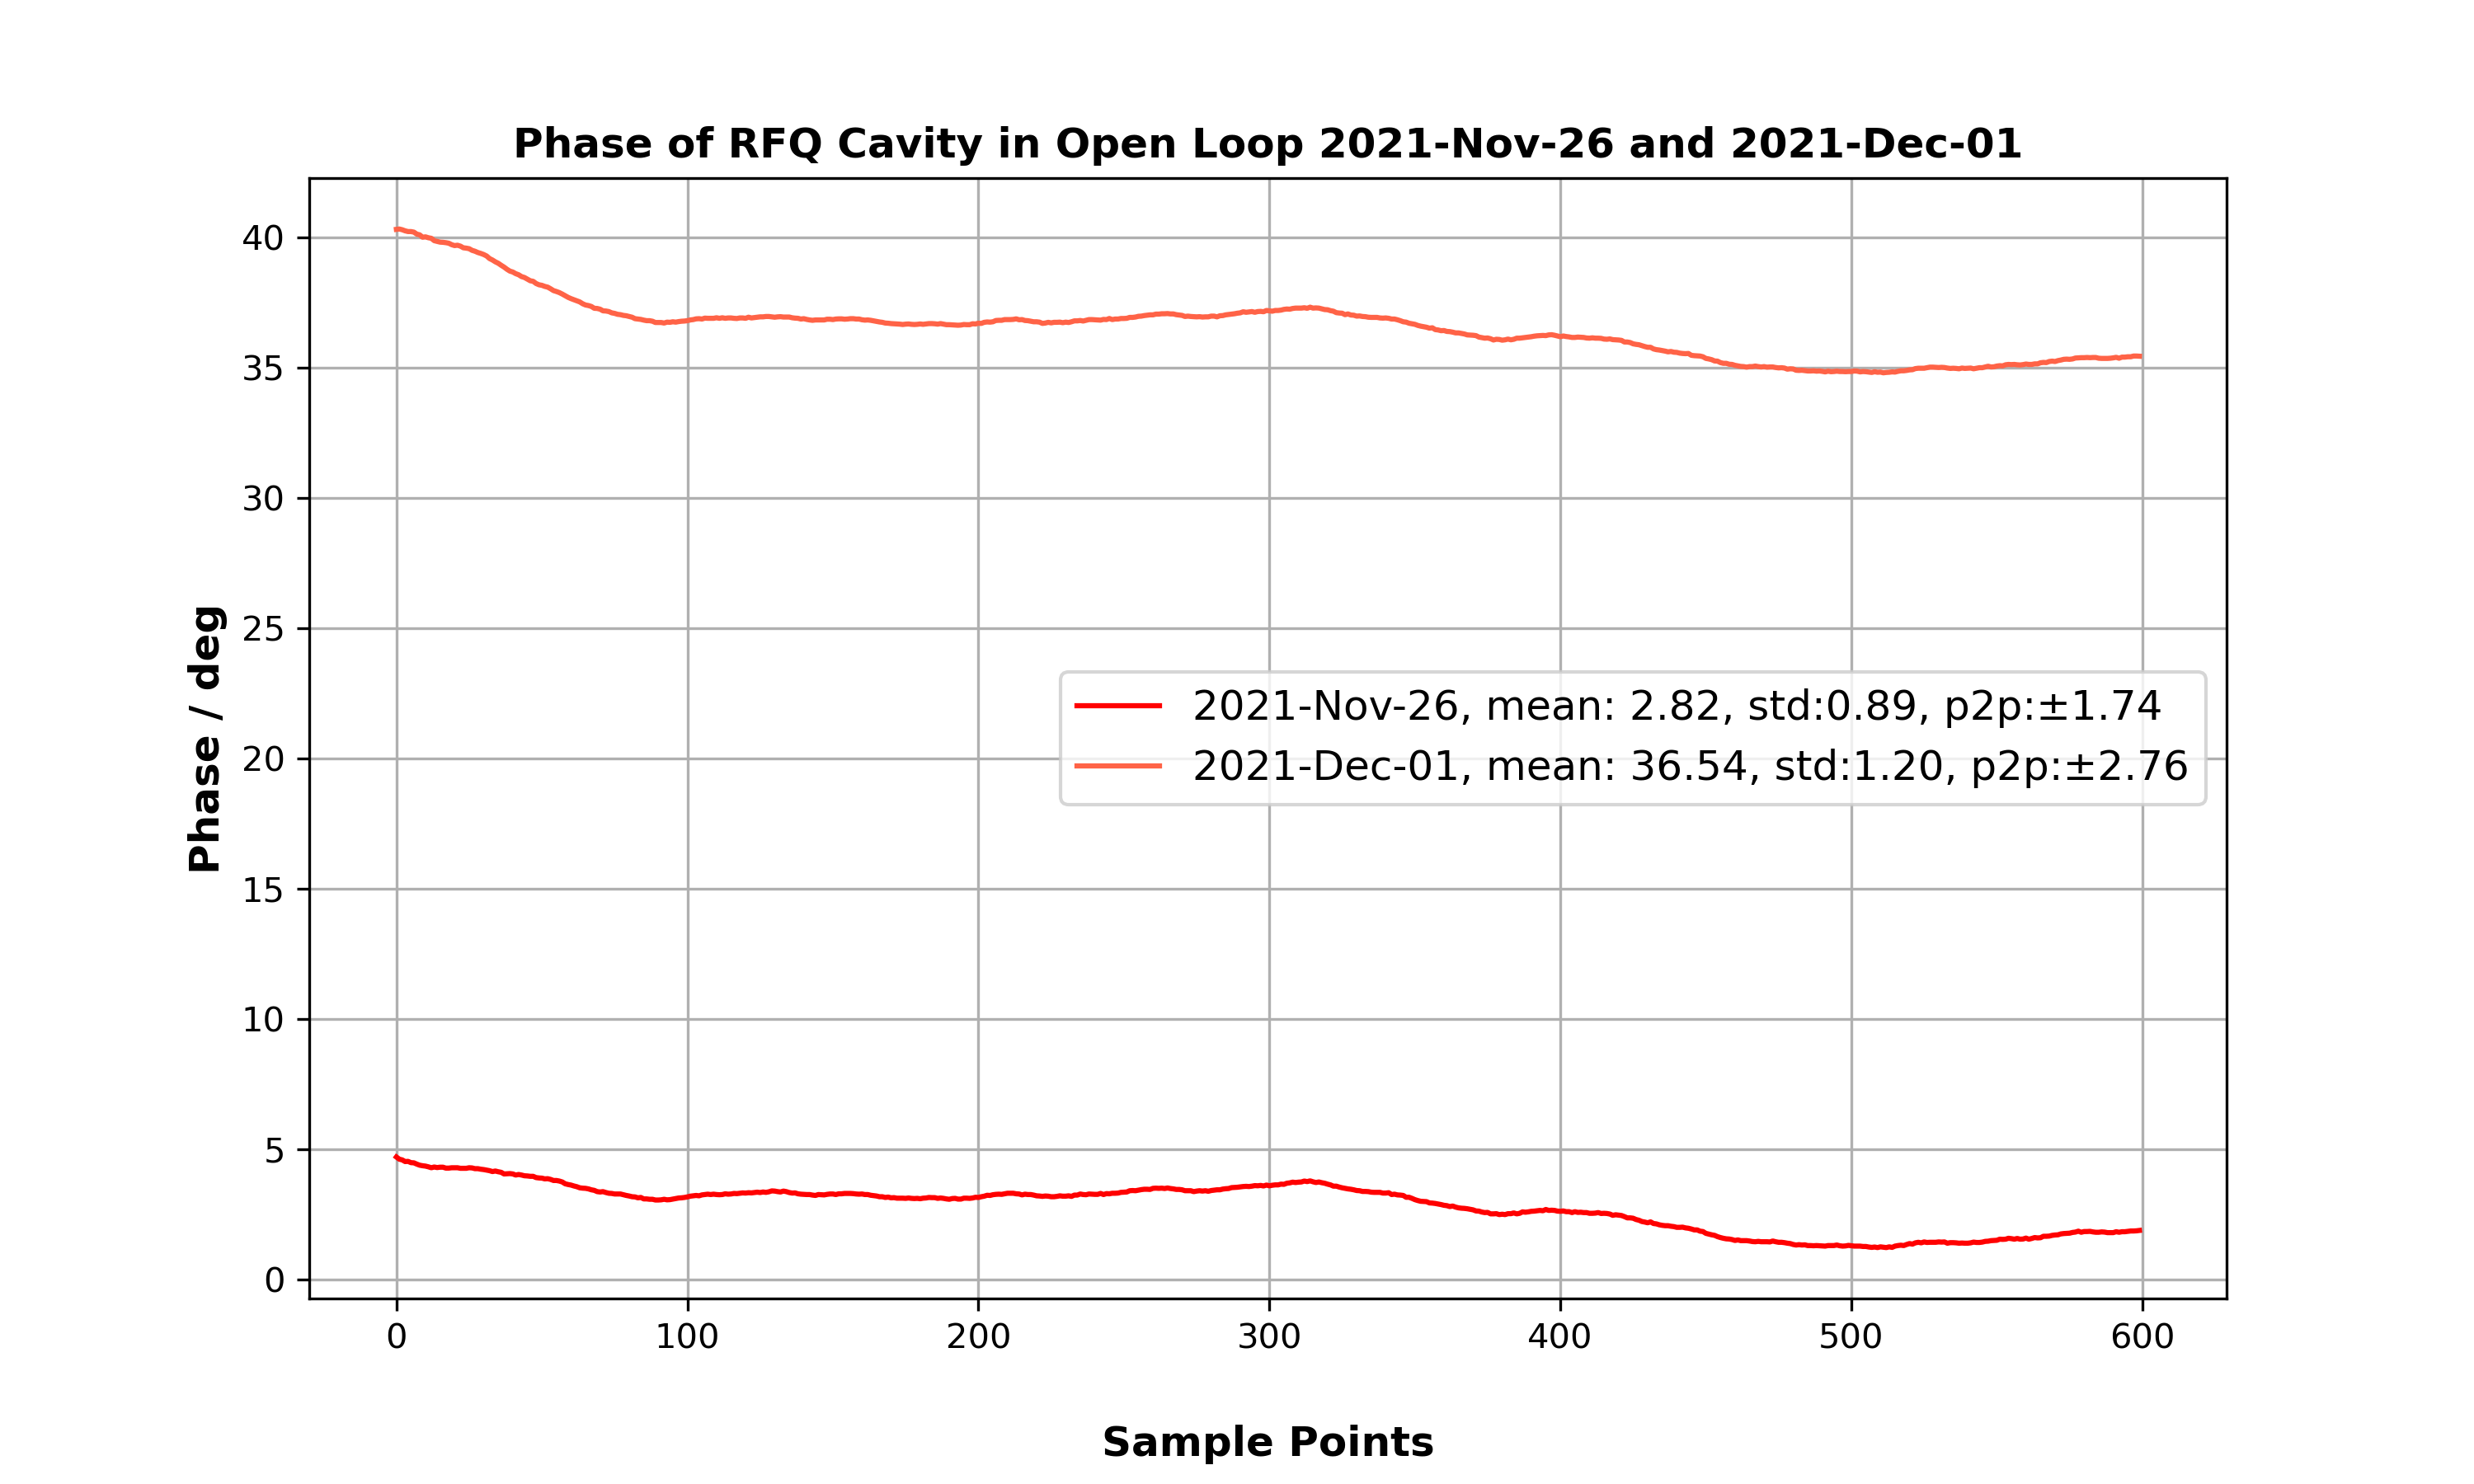 Phase of RFQ Cavity in Open Loop 2021-Nov-26 and 2021-Dec-01
40
35
30
25
20
15
10
5
0
Phase / deg
2021-Nov-26, mean: 2.82, std:0.89, p2p:±1.74
2021-Dec-01, mean: 36.54, std:1.20, p2p:±2.76
0 100 200 300 400 500 600
Sample Points